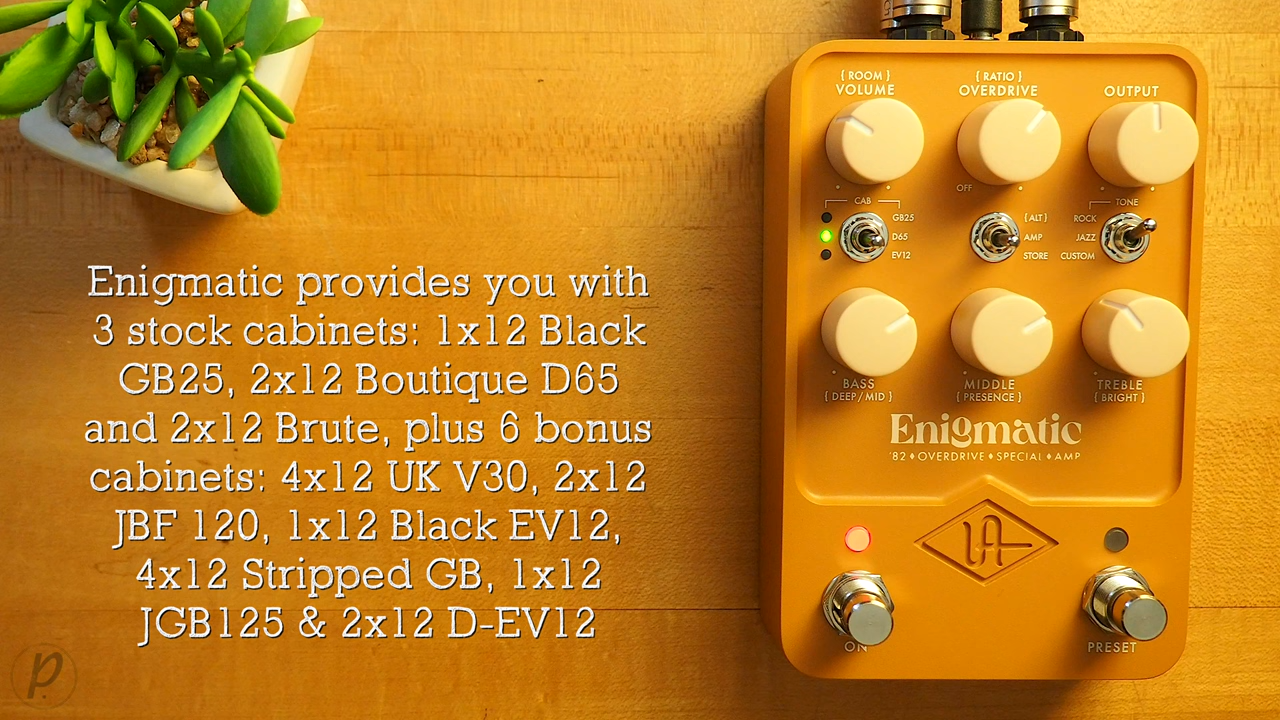 Enigmatic provides you with
3 stock cabinets: 1x12 Black
GB25, 2x12 Boutique D65
and 2x12 Brute, plus 6 bonus
cabinets: 4x12 UK V30, 2x12
JBF 120, 1x12 Black EV12,
4x12 Stripped GB, 1x12
JGB125 & 2x12 D-EV12
p.
{ ROOM } { RATIO }
VOLUME OVERDRIVE OUTPUT
OFF
CAB TONE
GB25 { ALT } ROCK
D65 AMP JAZZ
EV12 STORE CUSTOM
BASS MIDDLE TREBLE
{ DEEP / MID } { PRESENCE } { BRIGHT }
Enigmatic
'82 ♦ OVERDRIVE ♦ SPECIAL ♦ AMP
UA
ON PRESET